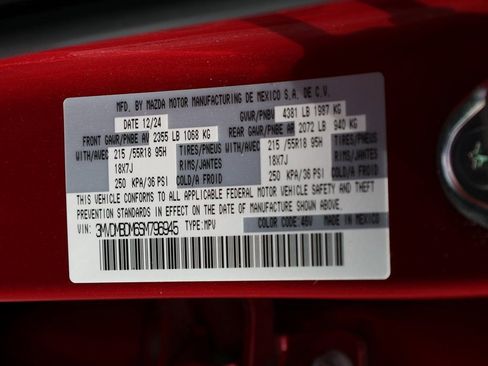 MFD. BY MAZDA MOTOR MANUFACTURING DE MEXICO S.A. DE C.V.
DATE 12/24 GVWR/PNBV 4381 LB 1987 KG
FRONT GAWR/PNBE AV 2355 LB 1068 KG REAR GAWR/PNBE AR 2072 LB 940 KG
WITH/AVEC 215 /55R18 95H TIRES/PNEUS WITH/AVEC 215 /55R18 95H TIRES/PNEUS
18X7J RIMS/JANTES 18X7J RIMS/JANTES
250 KPA/36 PSI COLD/A FROID 250 KPA/36 PSI COLD/A FROID
THIS VEHICLE CONFORMS TO ALL APPLICABLE FEDERAL MOTOR VEHICLE SAFETY AND THEFT
PREVENTION STANDARDS IN EFFECT ON THE DATE OF MANUFACTURE SHOWN ABOVE.
VIN: 3MVDMBDM6SM796945 TYPE:MPV COLOR CODE:46V MADE IN MEXICO